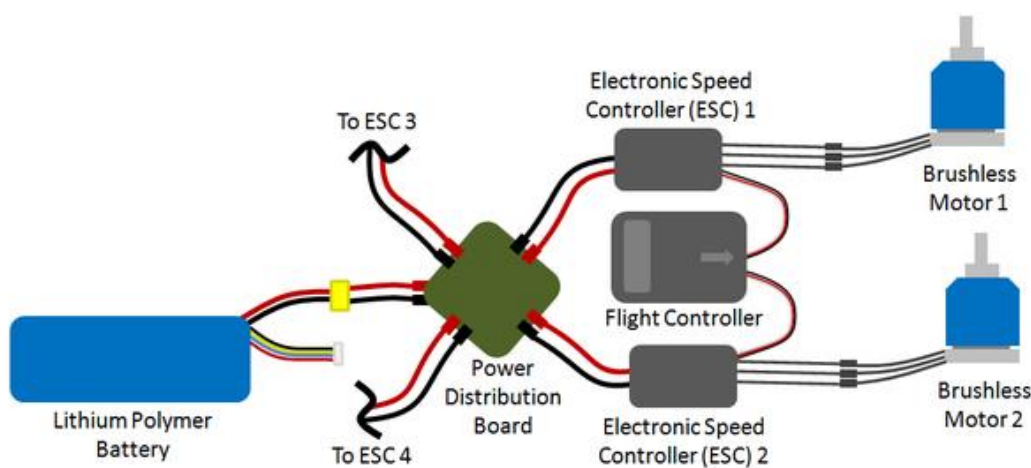 Electronic Speed
Controller (ESC) 1
To ESC 3
Brushless
Motor 1
Flight Controller
Power
Distribution
Board
Lithium Polymer
Battery
To ESC 4
Electronic Speed
Controller (ESC) 2
Brushless
Motor 2